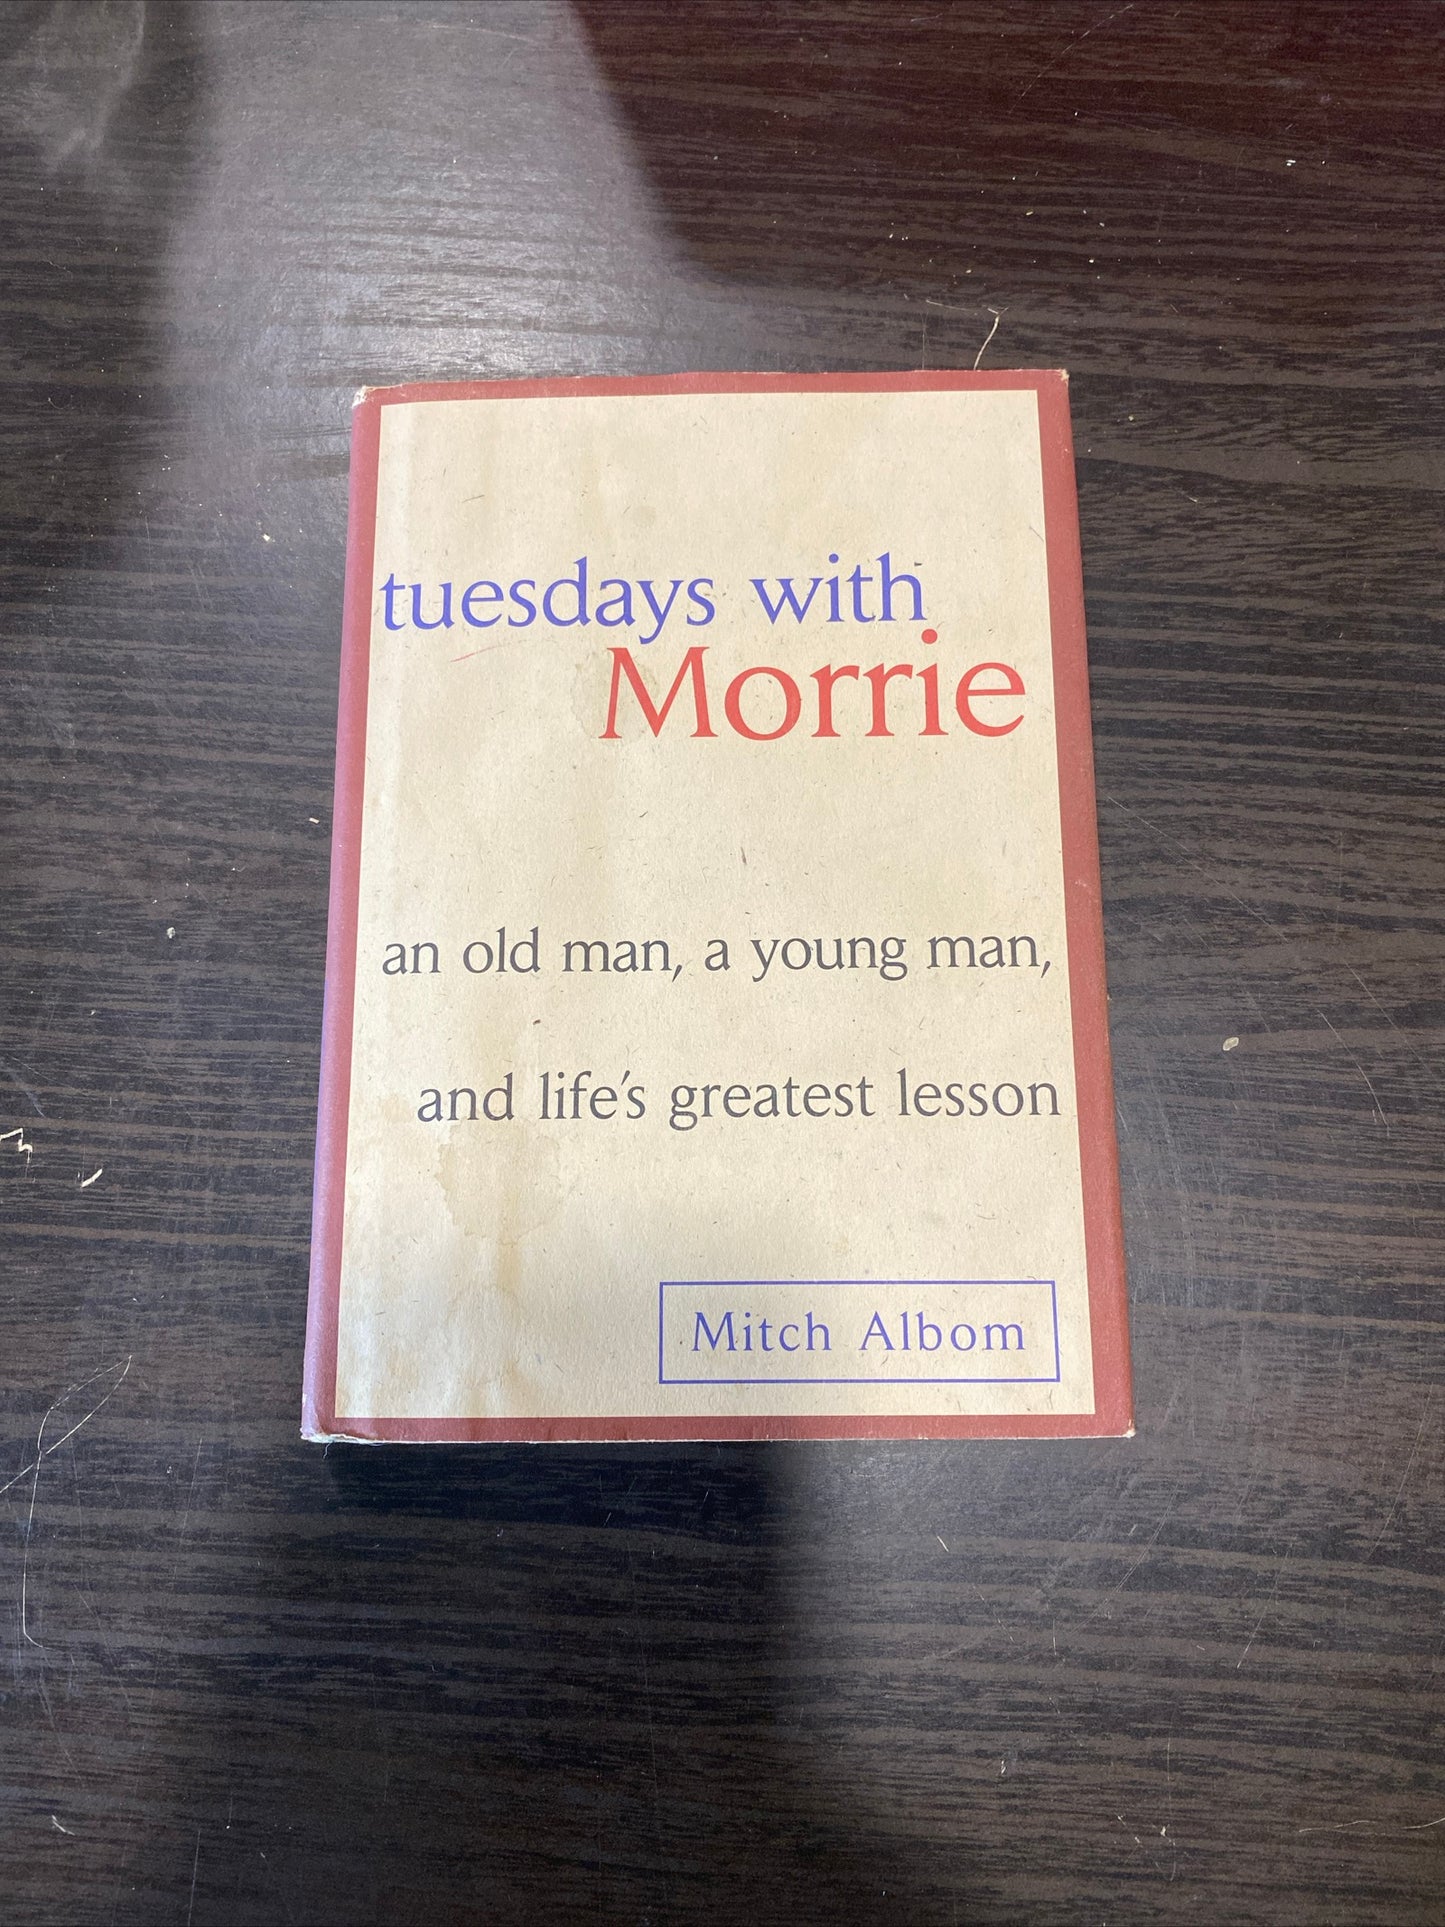 tuesdays with
Morrie
an old man, a young man,
and life's greatest lesson
Mitch Albom